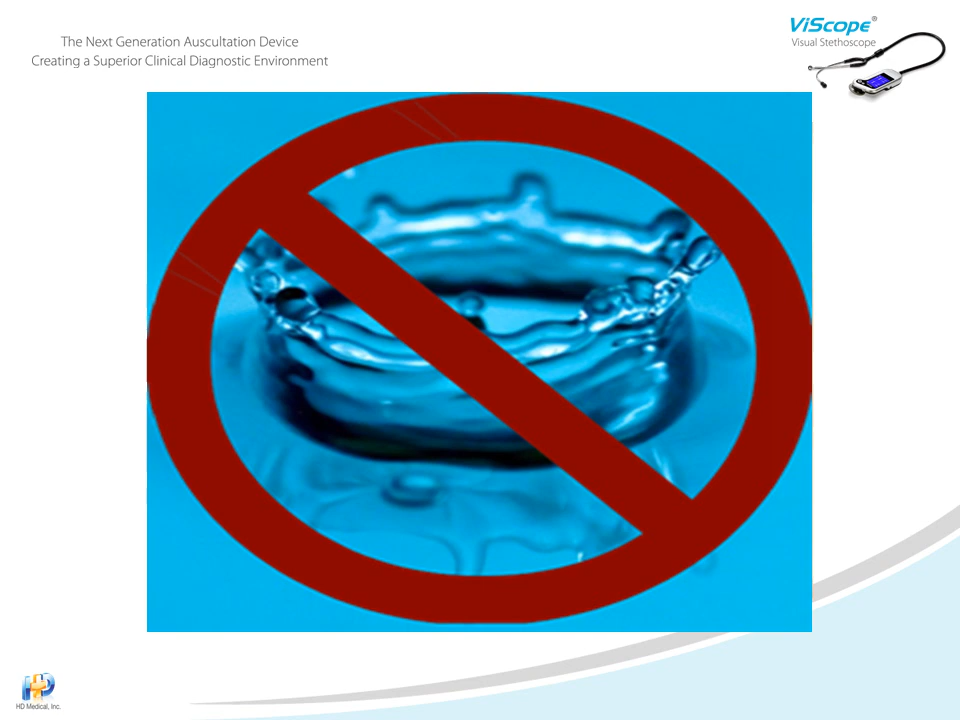 The Next Generation Auscultation Device
Creating a Superior Clinical Diagnostic Environment
ViScope®
Visual Stethoscope
HD Medical, Inc.